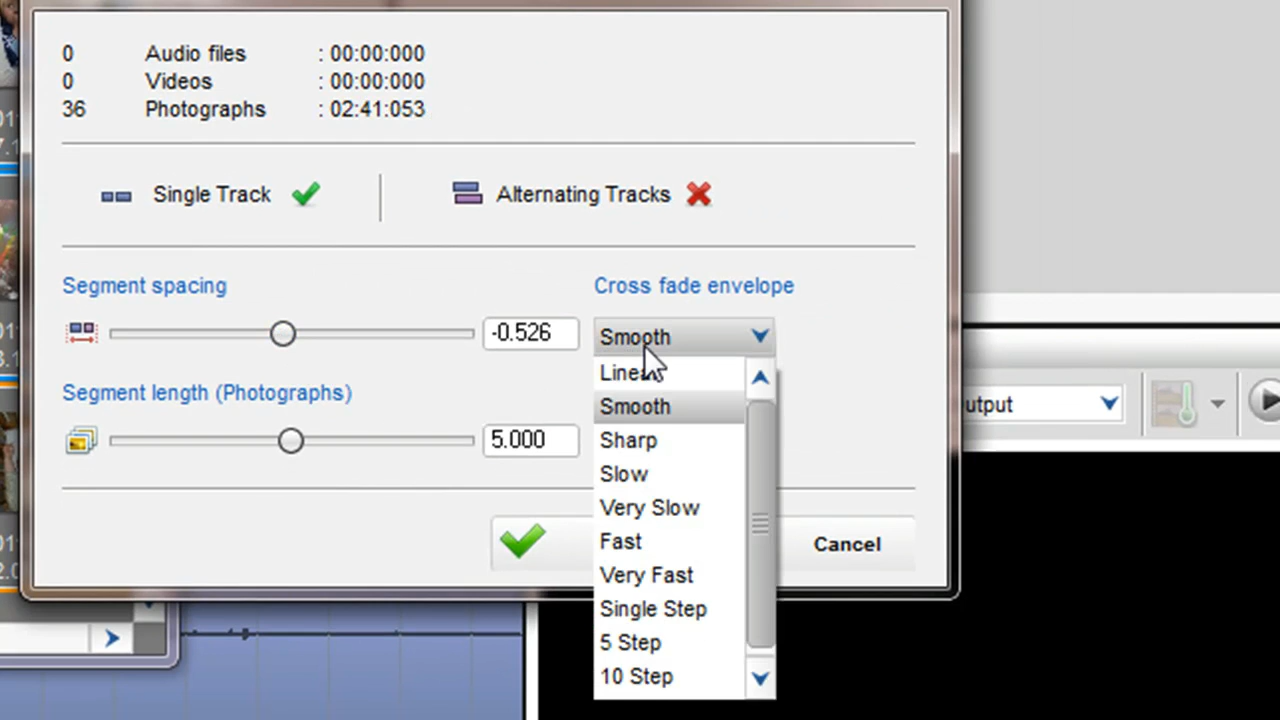 0 Audio files : 00:00:000
0 Videos : 00:00:000
36 Photographs : 02:41:053
Single Track Alternating Tracks
Segment spacing Cross fade envelope
-0.526 Smooth
Linear
Segment length (Photographs)
5.000
Smooth
Sharp
Slow
Very Slow
Fast
Very Fast
Single Step
5 Step
10 Step
Cancel